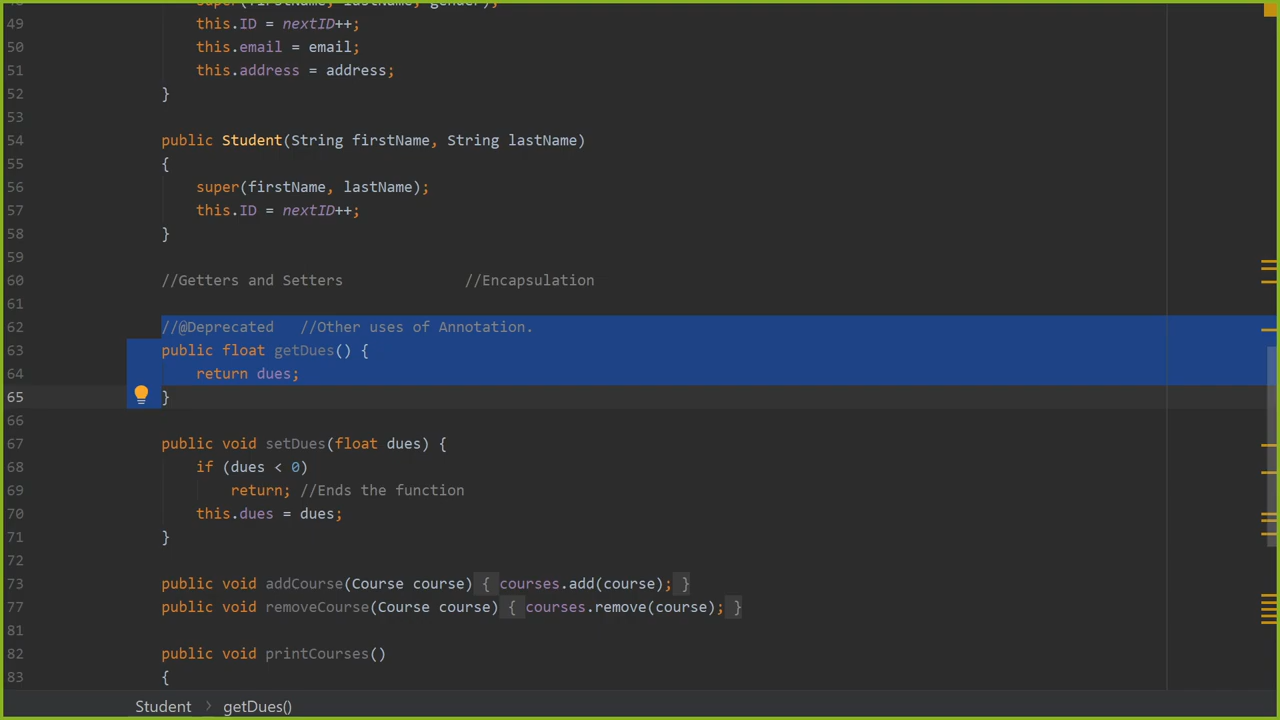 48 super(firstName, lastName, gender);
49 this.ID = nextID++;
50 this.email = email;
51 this.address = address;
52 }
53
54 public Student(String firstName, String lastName)
55 {
56 super(firstName, lastName);
57 this.ID = nextID++;
58 }
59
60 //Getters and Setters //Encapsulation
61
62 //@Deprecated //Other uses of Annotation.
63 public float getDues() {
64 return dues;
65 }
66
67 public void setDues(float dues) {
68 if (dues < 0)
69 return; //Ends the function
70 this.dues = dues;
71 }
72
73 public void addCourse(Course course) { courses.add(course); }
77 public void removeCourse(Course course) { courses.remove(course); }
81
82 public void printCourses()
83 {
Student > getDues()